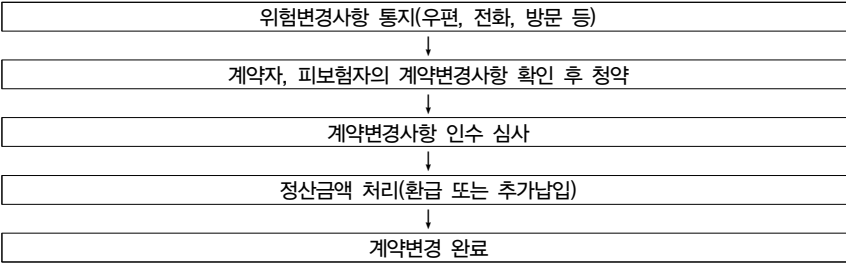 위험변경사항 통지(우편, 전화, 방문 등)
계약자, 피보험자의 계약변경사항 확인 후 청약
계약변경사항 인수 심사
정산금액 처리(환급 또는 추가납입)
계약변경 완료